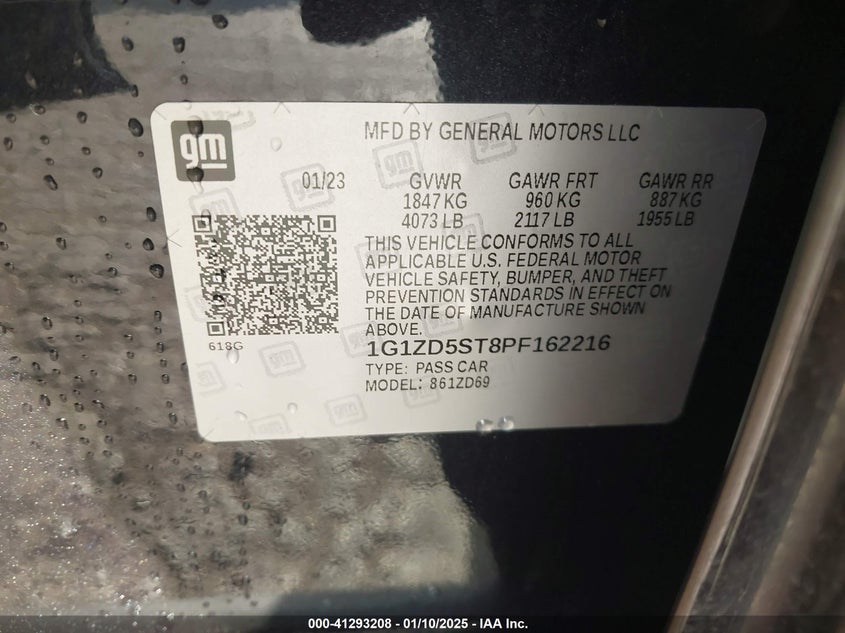 gm
MFD BY GENERAL MOTORS LLC
01/23 GVWR GAWR FRT GAWR RR
1847 KG 960 KG 887 KG
4073 LB 2117 LB 1955 LB
THIS VEHICLE CONFORMS TO ALL
APPLICABLE U.S. FEDERAL MOTOR
VEHICLE SAFETY, BUMPER, AND THEFT
PREVENTION STANDARDS IN EFFECT ON
THE DATE OF MANUFACTURE SHOWN
ABOVE.
618G
1G1ZD5ST8PF162216
TYPE: PASS CAR
MODEL: 861ZD69
000-41293208 - 01/10/2025 - IAA Inc.